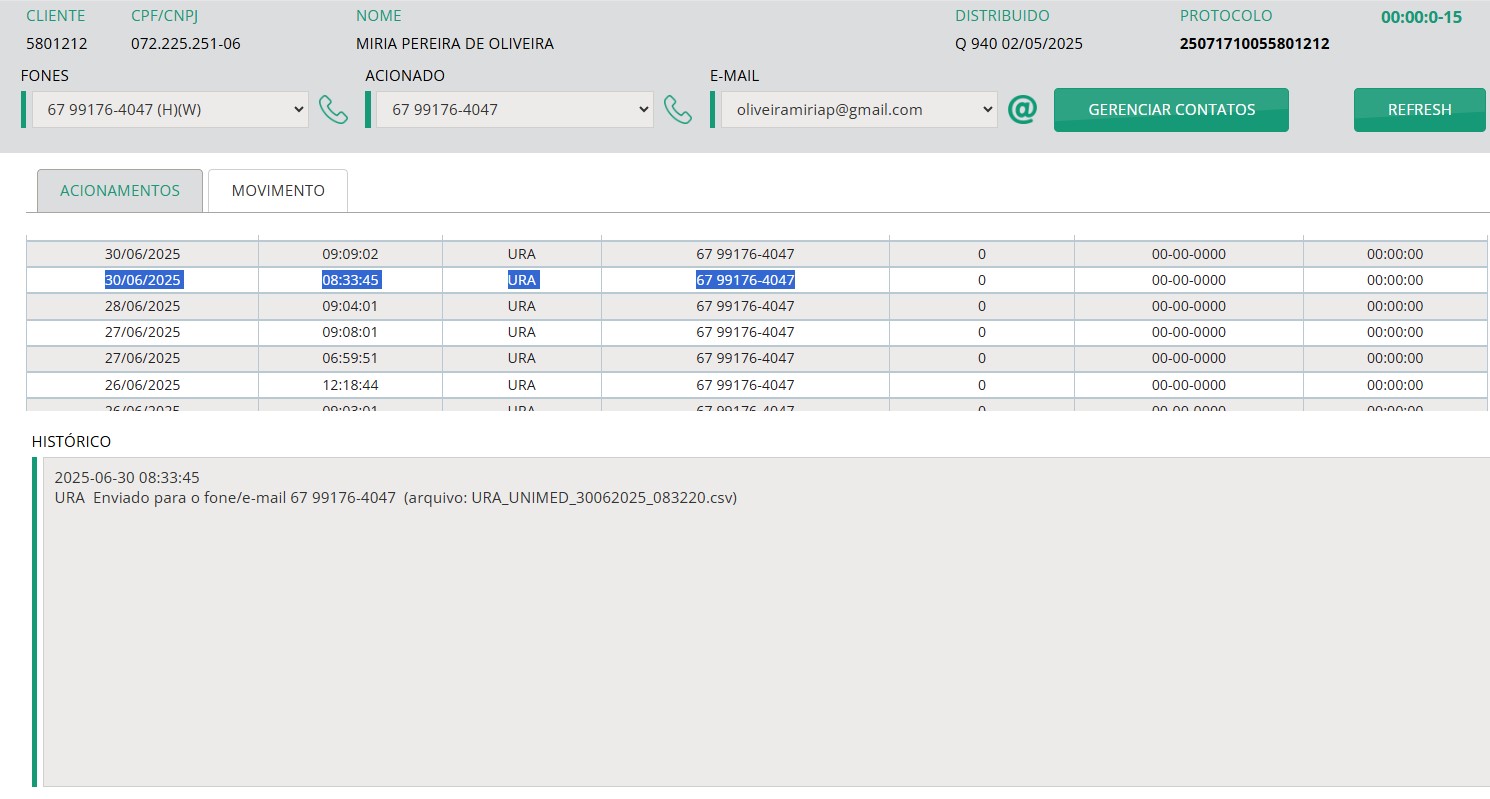 CLIENTE CPF/CNPJ NOME DISTRIBUIDO PROTOCOLO 00:00:0-15
5801212 072.225.251-06 MIRIA PEREIRA DE OLIVEIRA Q 940 02/05/2025 25071710055801212
FONES ACIONADO E-MAIL
67 99176-4047 (H)(W) 67 99176-4047 oliveiramiriap@gmail.com @ GERENCIAR CONTATOS REFRESH
ACIONAMENTOS MOVIMENTO
30/06/2025 09:09:02 URA 67 99176-4047 0 00-00-0000 00:00:00
30/06/2025 08:33:45 URA 67 99176-4047 0 00-00-0000 00:00:00
28/06/2025 09:04:01 URA 67 99176-4047 0 00-00-0000 00:00:00
27/06/2025 09:08:01 URA 67 99176-4047 0 00-00-0000 00:00:00
27/06/2025 06:59:51 URA 67 99176-4047 0 00-00-0000 00:00:00
26/06/2025 12:18:44 URA 67 99176-4047 0 00-00-0000 00:00:00
26/06/2025 09:03:01 URA 67 99176-4047 0 00-00-0000 00:00:00
HISTÓRICO
2025-06-30 08:33:45
URA Enviado para o fone/e-mail 67 99176-4047 (arquivo: URA_UNIMED_30062025_083220.csv)